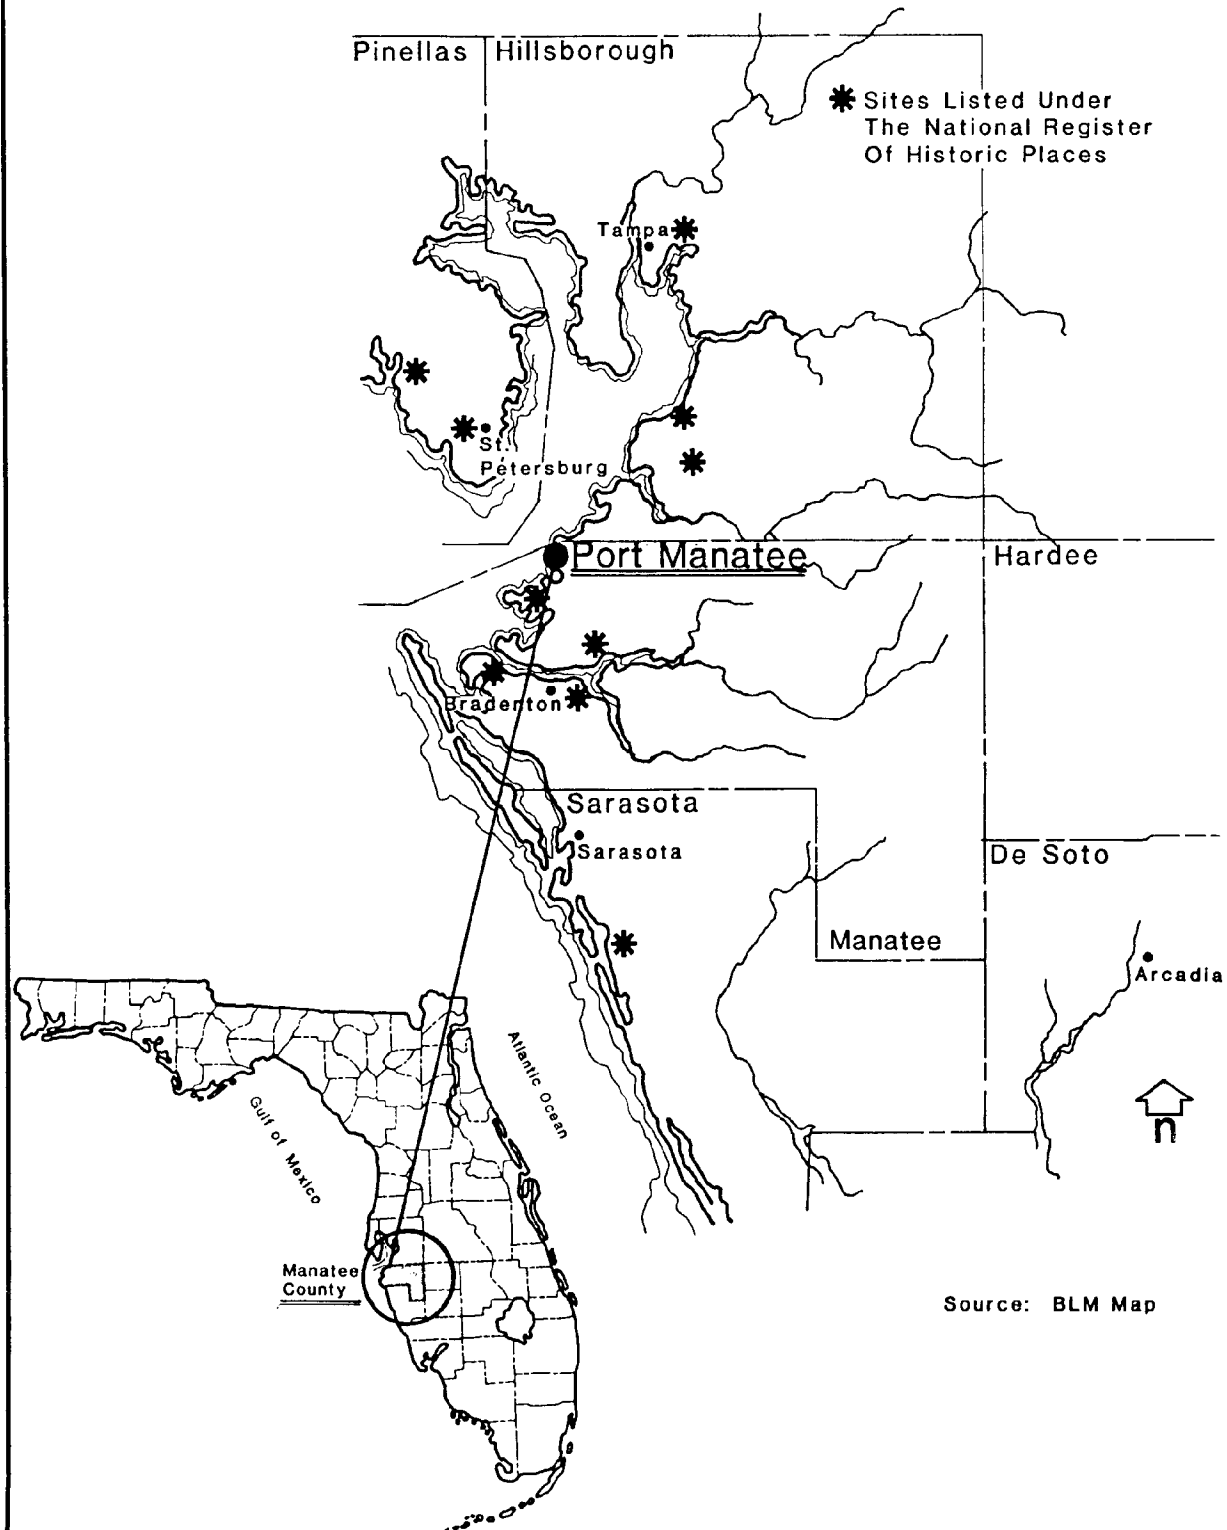 Pinellas
Hillsborough
Sites Listed Under
The National Register
Of Historic Places
Tampa
St.
Petersburg
Port Manatee
Hardee
Bradenton
Sarasota
Sarasota
De Soto
Manatee
Arcadia
Atlantic Ocean
Gulf of Mexico
n
Manatee
County
Source: BLM Map